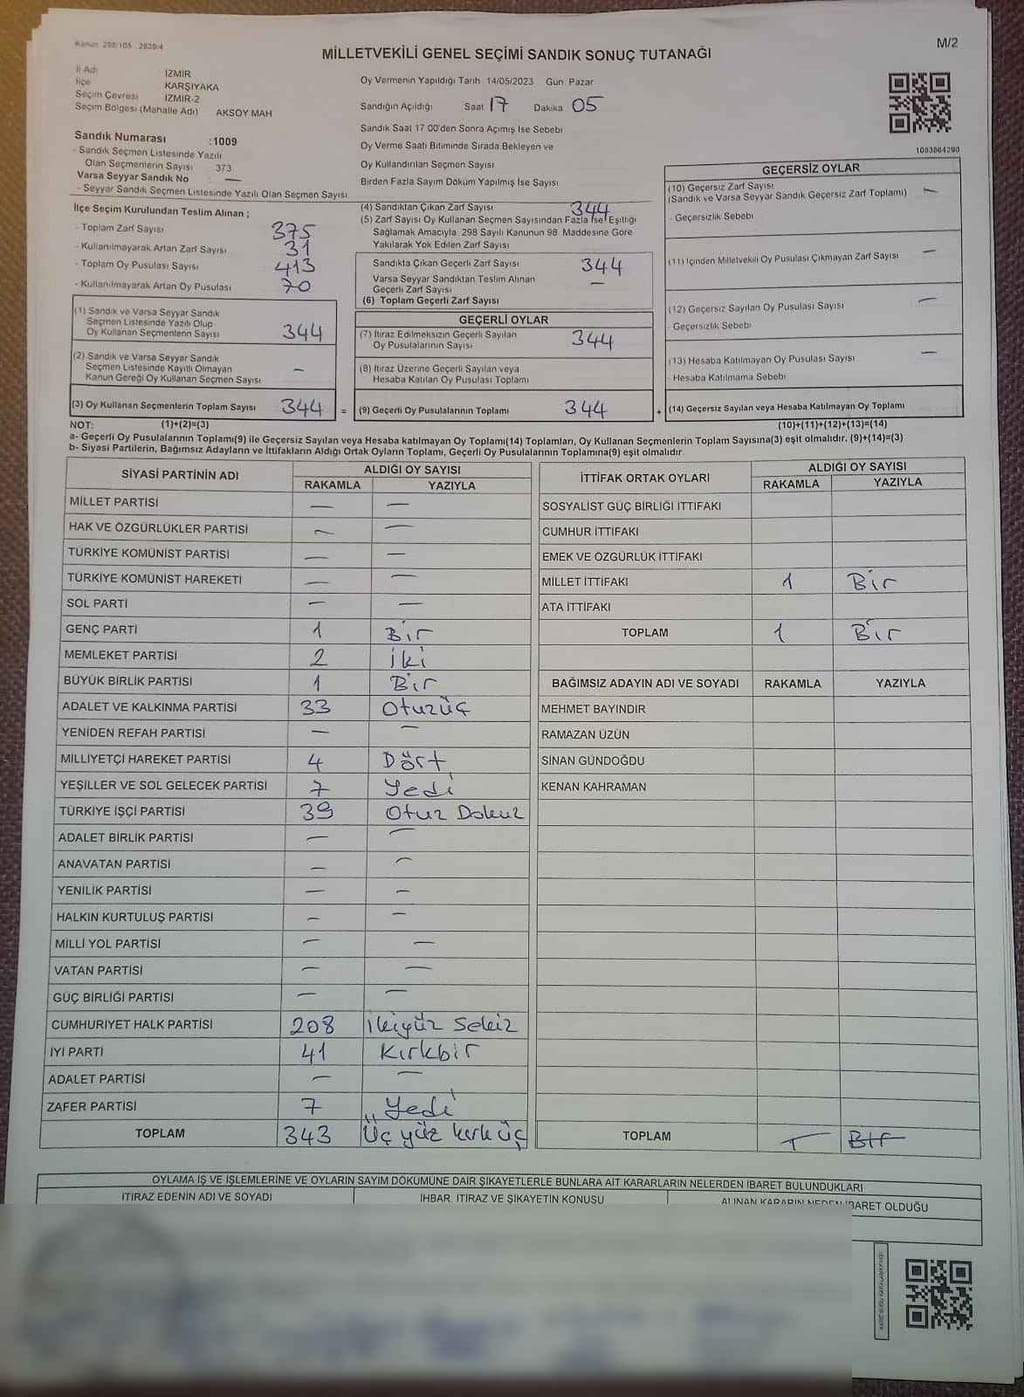 Kanun: 298/105 . 2839/4
M/2
MİLLETVEKİLİ GENEL SEÇİMİ SANDIK SONUÇ TUTANAĞI
İl Adı İZMİR
İlçe KARŞIYAKA
Seçim Çevresi İZMİR-2
Seçim Bölgesi (Mahalle Adı) AKSOY MAH
Oy Vermenin Yapıldığı Tarih 14/05/2023 Gün Pazar
Sandığın Açıldığı Saat 17 Dakika 05
Sandık Saat 17 00'den Sonra Açımış İse Sebebi
Oy Verme Saati Bitiminde Sırada Bekleyen ve
Oy Kullandırılan Seçmen Sayısı
Birden Fazla Sayım Döküm Yapılmış İse Sayısı
Sandık Numarası :1009
- Sandık Seçmen Listesinde Yazılı
Olan Seçmenlerin Sayısı 373
Varsa Seyyar Sandık No : —
- Seyyar Sandık Seçmen Listesinde Yazılı Olan Seçmen Sayısı
İlçe Seçim Kurulundan Teslim Alınan ;
- Toplam Zarf Sayısı 375
- Kullanılmayarak Artan Zarf Sayısı 31
- Toplam Oy Pusulası Sayısı 413
- Kullanılmayarak Artan Oy Pusulası 70
(1) Sandık ve Varsa Seyyar Sandık
Seçmen Listesinde Yazılı Olup
Oy Kullanan Seçmenlerin Sayısı 344
(2) Sandık ve Varsa Seyyar Sandık
Seçmen Listesinde Kayıtlı Olmayan
Kanun Gereği Oy Kullanan Seçmen Sayısı –
(3) Oy Kullanan Seçmenlerin Toplam Sayısı 344 =
(4) Sandıktan Çıkan Zarf Sayısı 344
(5) Zarf Sayısı Oy Kullanan Seçmen Sayısından Fazla İse Eşitliği
Sağlamak Amacıyla, 298 Sayılı Kanunun 98. Maddesine Göre
Yakılarak Yok Edilen Zarf Sayısı
Sandıkta Çıkan Geçerli Zarf Sayısı 344
Varsa Seyyar Sandıktan Teslim Alınan
Geçerli Zarf Sayısı —
(6) Toplam Geçerli Zarf Sayısı
GEÇERLİ OYLAR
(7) İtiraz Edilmeksizin Geçerli Sayılan
Oy Pusulalarının Sayısı 344
(8) İtiraz Üzerine Geçerli Sayılan veya
Hesaba Katılan Oy Pusulası Toplamı
(9) Geçerli Oy Pusulalarının Toplamı 344 +
1083864290
GEÇERSİZ OYLAR
(10) Geçersiz Zarf Sayısı
(Sandık ve Varsa Seyyar Sandık Geçersiz Zarf Toplamı) —
- Geçersizlik Sebebi
(11) İçinden Milletvekili Oy Pusulası Çıkmayan Zarf Sayısı —
(12) Geçersiz Sayılan Oy Pusulası Sayısı —
- Geçersizlik Sebebi
(13) Hesaba Katılmayan Oy Pusulası Sayısı —
- Hesaba Katılmama Sebebi
(14) Geçersiz Sayılan veya Hesaba Katılmayan Oy Toplamı
NOT: (1)+(2)=(3) (10)+(11)+(12)+(13)=(14)
a- Geçerli Oy Pusulalarının Toplamı(9) ile Geçersiz Sayılan veya Hesaba katılmayan Oy Toplamı(14) Toplamları, Oy Kullanan Seçmenlerin Toplam Sayısına(3) eşit olmalıdır. (9)+(14)=(3)
b- Siyasi Partilerin, Bağımsız Adayların ve İttifakların Aldığı Ortak Oyların Toplamı, Geçerli Oy Pusulalarının Toplamına(9) eşit olmalıdır.
SİYASİ PARTİNİN ADI ALDIĞI OY SAYISI
RAKAMLA YAZIYLA
MİLLET PARTİSİ — —
HAK VE ÖZGÜRLÜKLER PARTİSİ — —
TÜRKİYE KOMÜNİST PARTİSİ — —
TÜRKİYE KOMÜNİST HAREKETİ — —
SOL PARTİ — —
GENÇ PARTİ 1 Bir
MEMLEKET PARTİSİ 2 İki
BÜYÜK BİRLİK PARTİSİ 1 Bir
ADALET VE KALKINMA PARTİSİ 33 Otuzüç
YENİDEN REFAH PARTİSİ — —
MİLLİYETÇİ HAREKET PARTİSİ 4 Dört
YEŞİLLER VE SOL GELECEK PARTİSİ 7 Yedi
TÜRKİYE İŞÇİ PARTİSİ 39 Otuz Dokuz
ADALET BİRLİK PARTİSİ — —
ANAVATAN PARTİSİ — —
YENİLİK PARTİSİ — —
HALKIN KURTULUŞ PARTİSİ — —
MİLLİ YOL PARTİSİ — —
VATAN PARTİSİ — —
GÜÇ BİRLİĞİ PARTİSİ — —
CUMHURİYET HALK PARTİSİ 208 İkiyüz Sekiz
İYİ PARTİ 41 Kırkbir
ADALET PARTİSİ — —
ZAFER PARTİSİ 7 Yedi
TOPLAM 343 Üç yüz kırk üç
İTTİFAK ORTAK OYLARI ALDIĞI OY SAYISI
RAKAMLA YAZIYLA
SOSYALİST GÜÇ BİRLİĞİ İTTİFAKI
CUMHUR İTTİFAKI
EMEK VE ÖZGÜRLÜK İTTİFAKI
MİLLET İTTİFAKI 1 Bir
ATA İTTİFAKI
TOPLAM 1 Bir
BAĞIMSIZ ADAYIN ADI VE SOYADI RAKAMLA YAZIYLA
MEHMET BAYINDIR
RAMAZAN ÜZÜN
SİNAN GÜNDOĞDU
KENAN KAHRAMAN
TOPLAM 1 Bir
OYLAMA İŞ VE İŞLEMLERİNE VE OYLARIN SAYIM DÖKÜMÜNE DAİR ŞİKAYETLERLE BUNLARA AİT KARARLARIN NELERDEN İBARET BULUNDUKLARI
İTİRAZ EDENİN ADI VE SOYADI İHBAR, İTİRAZ VE ŞİKAYETİN KONUSU ALINAN KARARIN NEDEN İBARET OLDUĞU